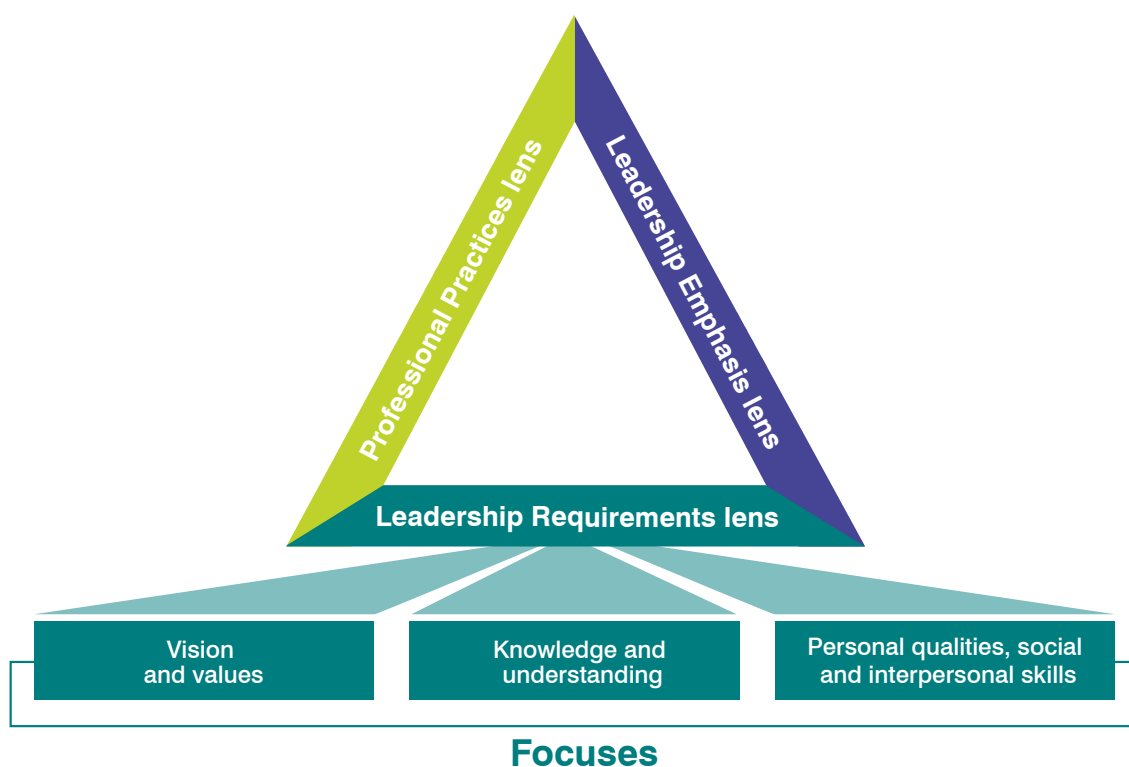 Professional Practices lens
Leadership Emphasis lens
Leadership Requirements lens
Vision
and values
Knowledge and
understanding
Personal qualities, social
and interpersonal skills
Focuses